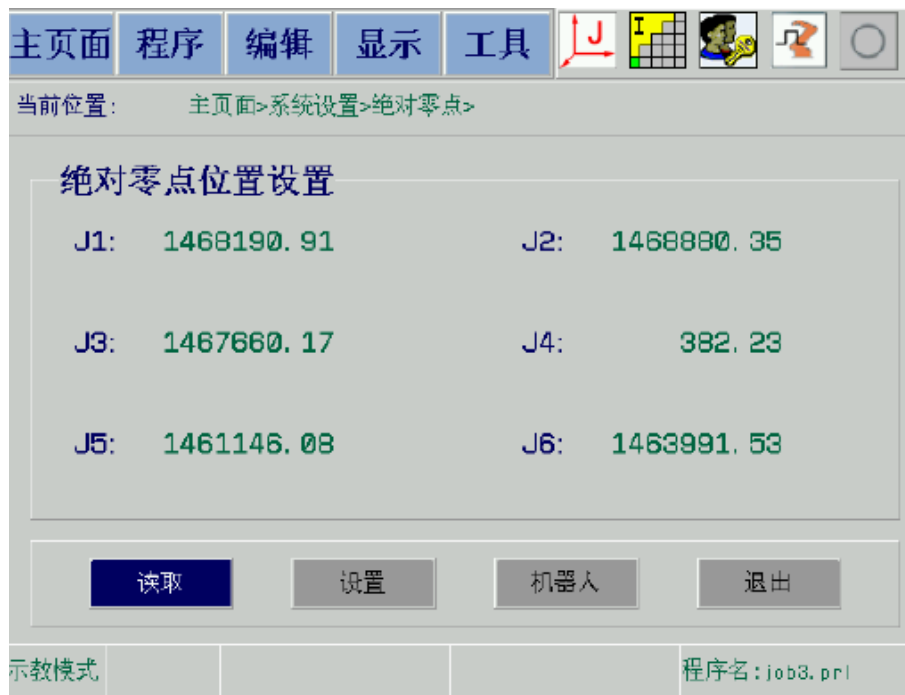 主页面 程序 编辑 显示 工具 J I
当前位置: 主页面>系统设置>绝对零点>
绝对零点位置设置
J1: 1468190.91 J2: 1468880.35
J3: 1467660.17 J4: 382.23
J5: 1461146.08 J6: 1463991.53
读取 设置 机器人 退出
示教模式 程序名:job3.prl